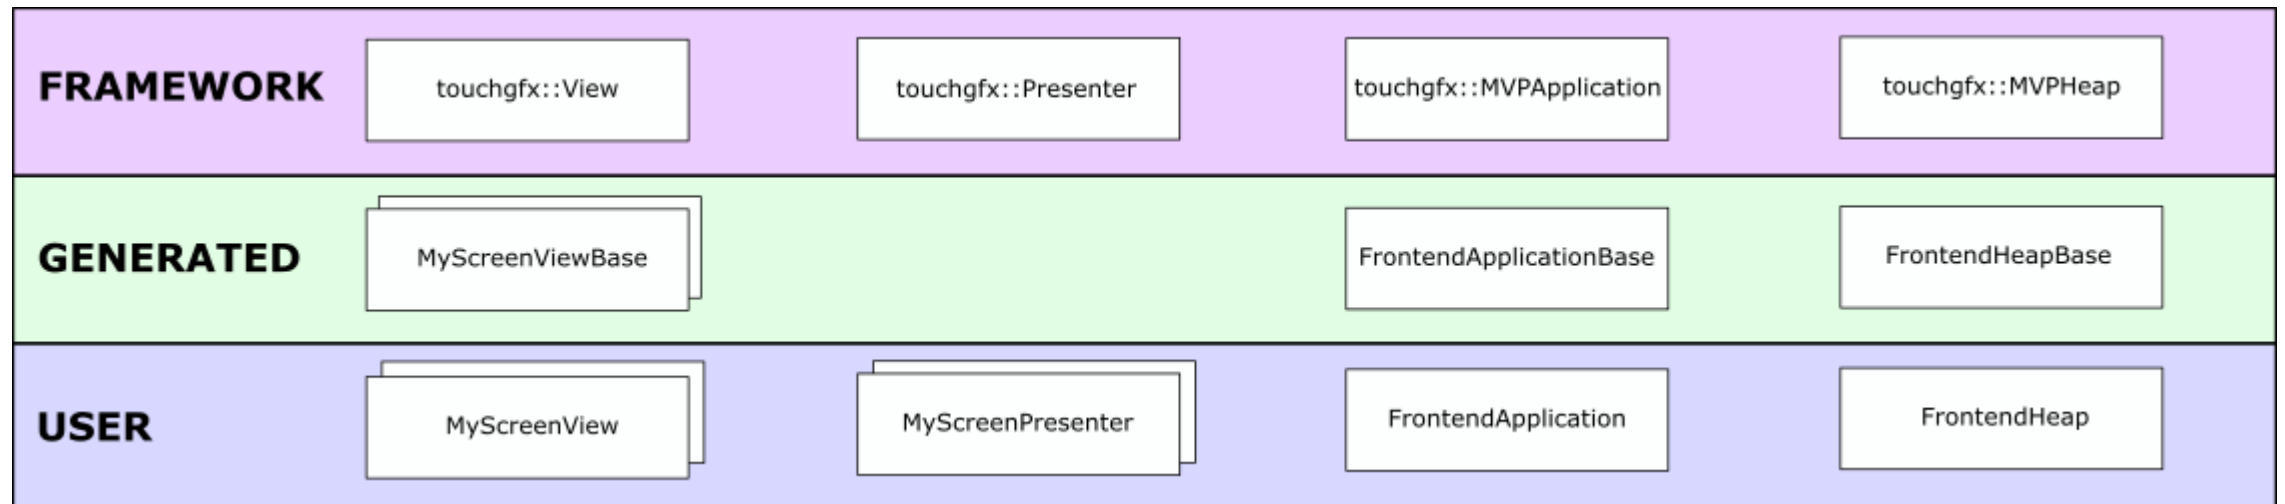 FRAMEWORK
touchgfx::View
touchgfx::Presenter
touchgfx::MVPApplication
touchgfx::MVPHeap
GENERATED
MyScreenViewBase
FrontendApplicationBase
FrontendHeapBase
USER
MyScreenView
MyScreenPresenter
FrontendApplication
FrontendHeap